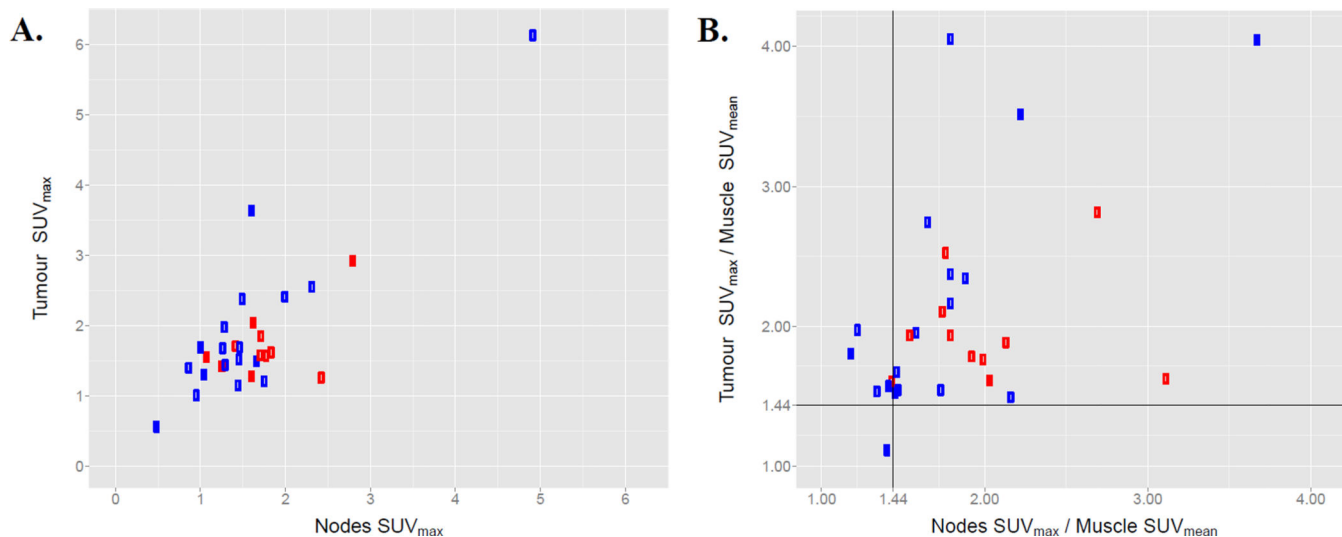 A.
6
5
4
3
2
1
0
Tumour SUVmax
0 1 2 3 4 5 6
Nodes SUVmax
B.
4.00
3.00
2.00
1.44
1.00
Tumour SUVmax / Muscle SUVmean
1.00 1.44 2.00 3.00 4.00
Nodes SUVmax / Muscle SUVmean